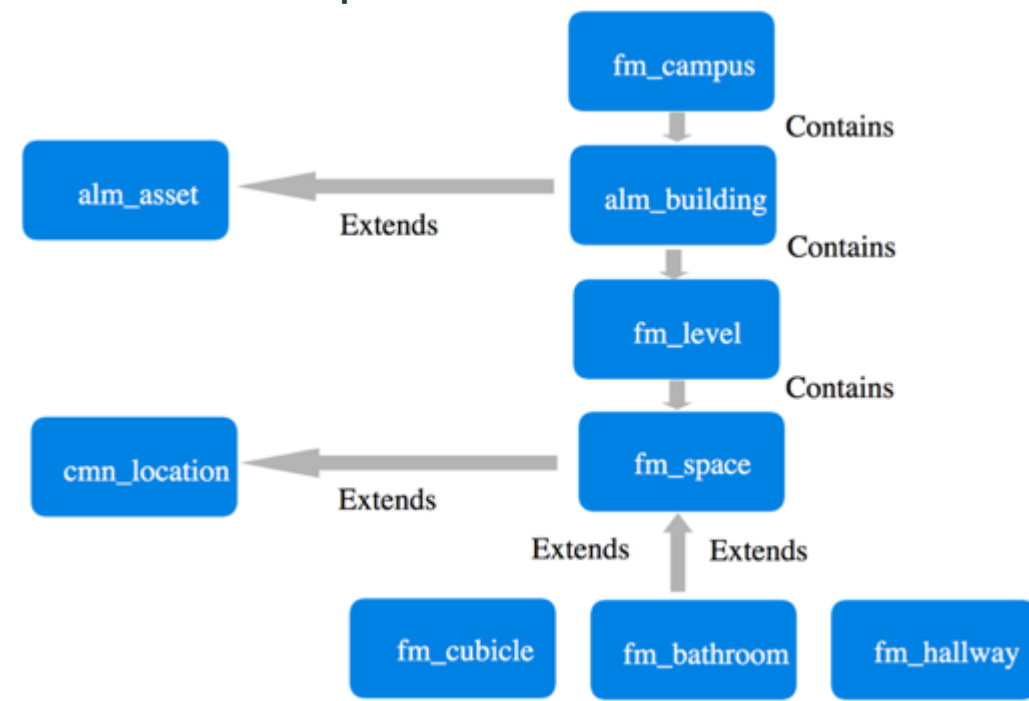 fm_campus
Contains
alm_asset
Extends
alm_building
Contains
fm_level
Contains
cmn_location
Extends
fm_space
Extends
Extends
fm_cubicle
fm_bathroom
fm_hallway